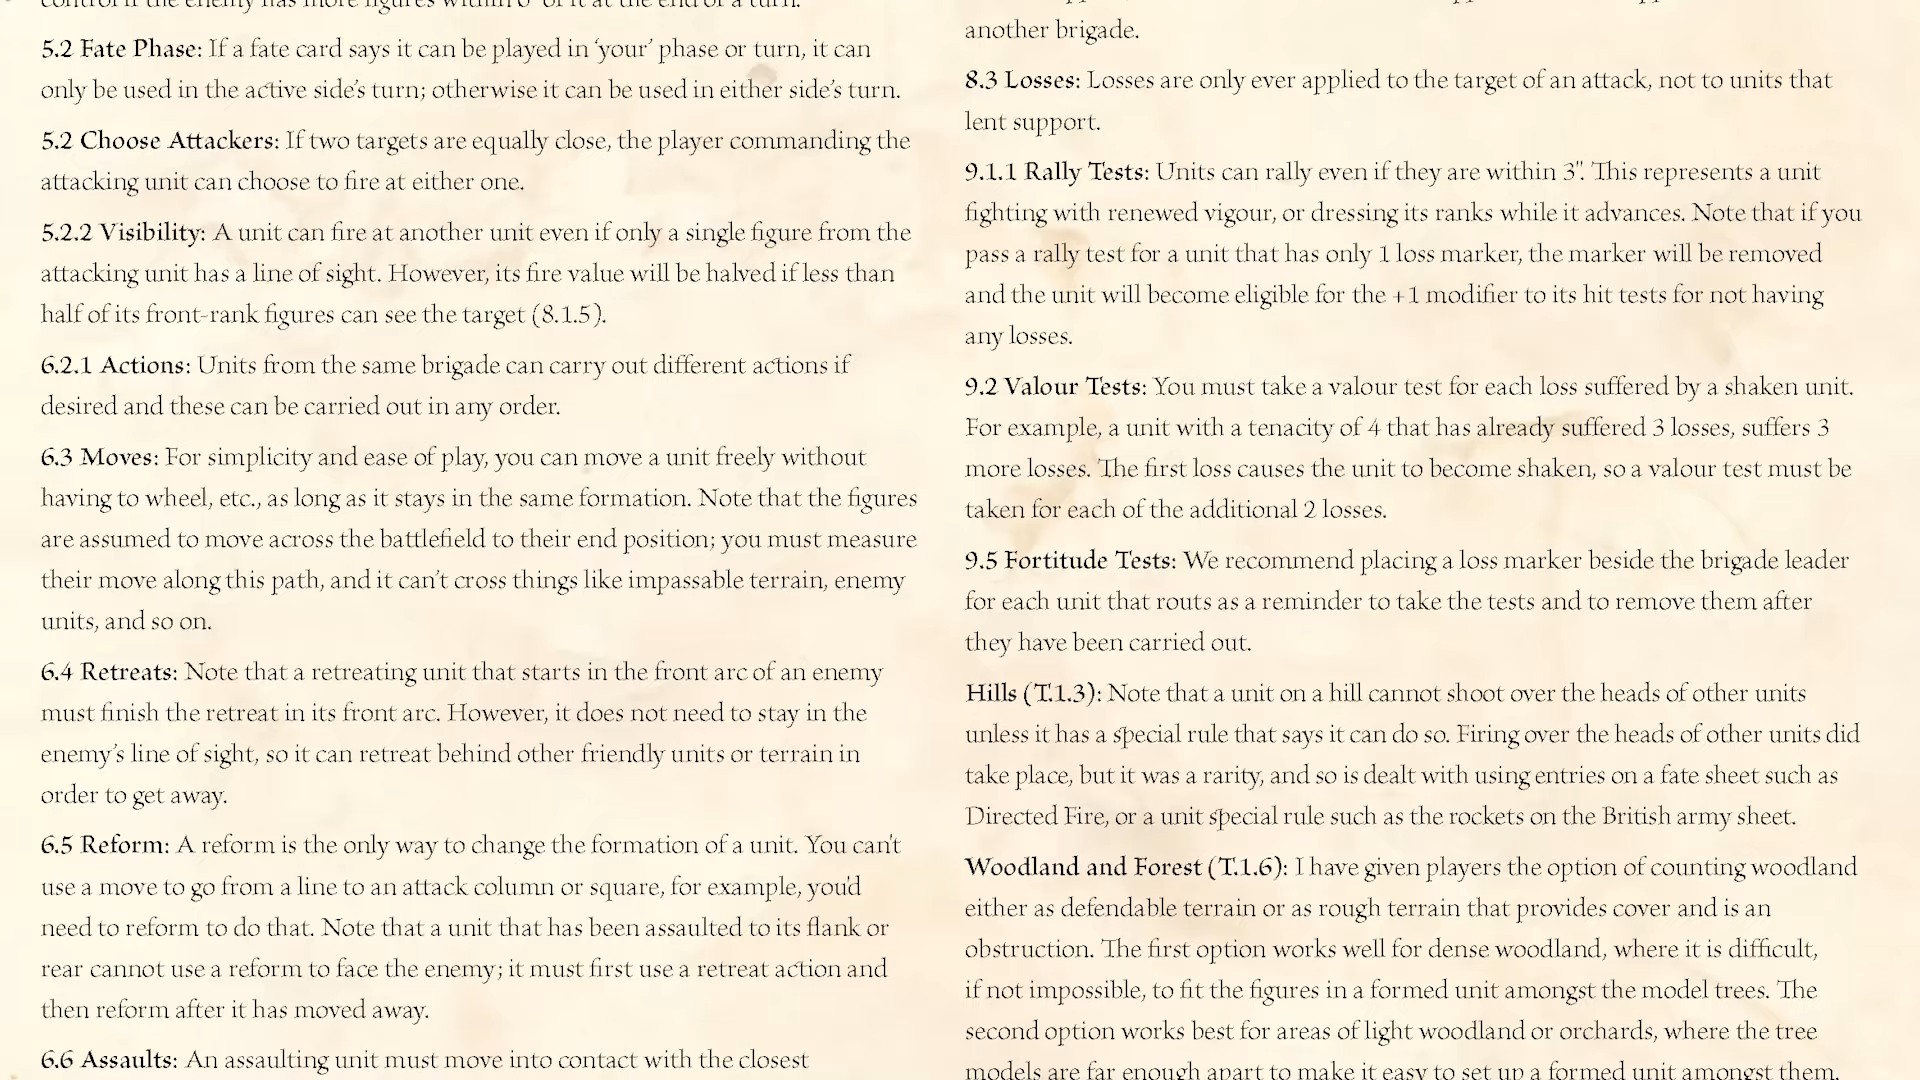 control if the enemy has more figures within 6" of it at the end of a turn.
5.2 Fate Phase: If a fate card says it can be played in ‘your’ phase or turn, it can
only be used in the active side’s turn; otherwise it can be used in either side’s turn.
5.2 Choose Attackers: If two targets are equally close, the player commanding the
attacking unit can choose to fire at either one.
5.2.2 Visibility: A unit can fire at another unit even if only a single figure from the
attacking unit has a line of sight. However, its fire value will be halved if less than
half of its front-rank figures can see the target (8.1.5).
6.2.1 Actions: Units from the same brigade can carry out different actions if
desired and these can be carried out in any order.
6.3 Moves: For simplicity and ease of play, you can move a unit freely without
having to wheel, etc., as long as it stays in the same formation. Note that the figures
are assumed to move across the battlefield to their end position; you must measure
their move along this path, and it can’t cross things like impassable terrain, enemy
units, and so on.
6.4 Retreats: Note that a retreating unit that starts in the front arc of an enemy
must finish the retreat in its front arc. However, it does not need to stay in the
enemy’s line of sight, so it can retreat behind other friendly units or terrain in
order to get away.
6.5 Reform: A reform is the only way to change the formation of a unit. You can’t
use a move to go from a line to an attack column or square, for example, you’d
need to reform to do that. Note that a unit that has been assaulted to its flank or
rear cannot use a reform to face the enemy; it must first use a retreat action and
then reform after it has moved away.
6.6 Assaults: An assaulting unit must move into contact with the closest
another brigade.
8.3 Losses: Losses are only ever applied to the target of an attack, not to units that
lent support.
9.1.1 Rally Tests: Units can rally even if they are within 3". This represents a unit
fighting with renewed vigour, or dressing its ranks while it advances. Note that if you
pass a rally test for a unit that has only 1 loss marker, the marker will be removed
and the unit will become eligible for the +1 modifier to its hit tests for not having
any losses.
9.2 Valour Tests: You must take a valour test for each loss suffered by a shaken unit.
For example, a unit with a tenacity of 4 that has already suffered 3 losses, suffers 3
more losses. The first loss causes the unit to become shaken, so a valour test must be
taken for each of the additional 2 losses.
9.5 Fortitude Tests: We recommend placing a loss marker beside the brigade leader
for each unit that routs as a reminder to take the tests and to remove them after
they have been carried out.
Hills (T.1.3): Note that a unit on a hill cannot shoot over the heads of other units
unless it has a special rule that says it can do so. Firing over the heads of other units did
take place, but it was a rarity, and so is dealt with using entries on a fate sheet such as
Directed Fire, or a unit special rule such as the rockets on the British army sheet.
Woodland and Forest (T.1.6): I have given players the option of counting woodland
either as defendable terrain or as rough terrain that provides cover and is an
obstruction. The first option works well for dense woodland, where it is difficult,
if not impossible, to fit the figures in a formed unit amongst the model trees. The
second option works best for areas of light woodland or orchards, where the tree
models are far enough apart to make it easy to set up a formed unit amongst them.